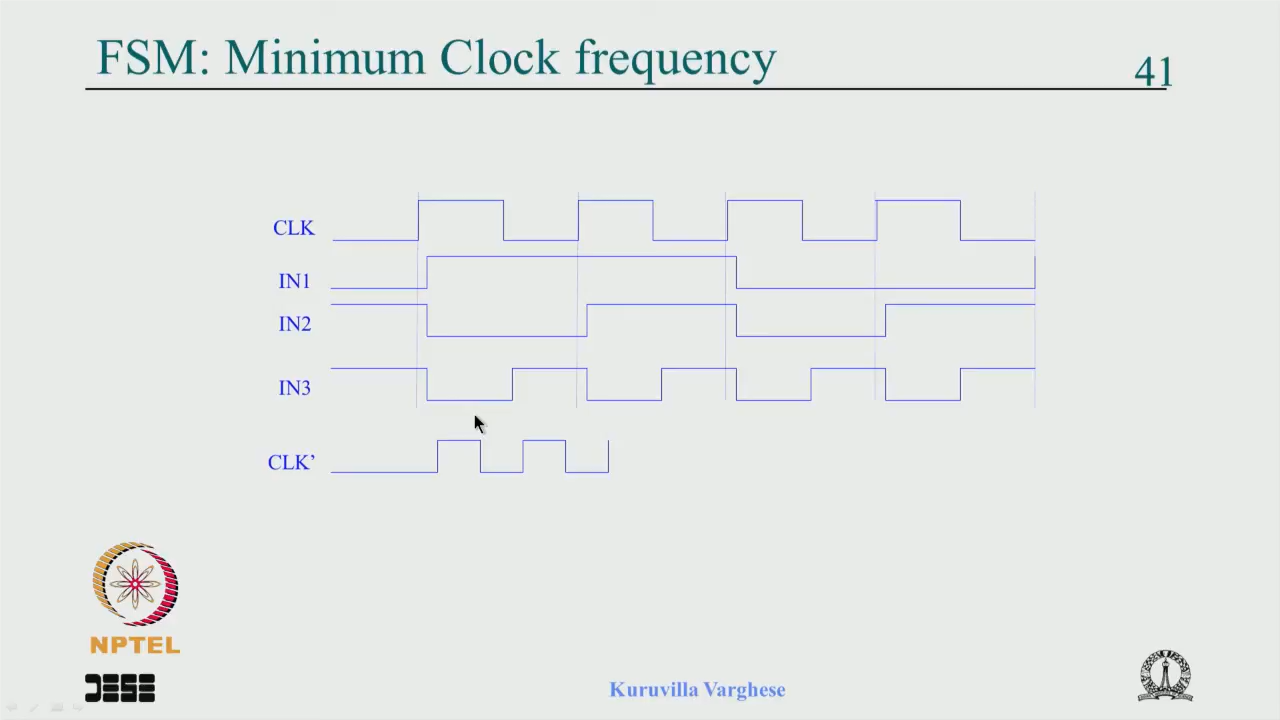 FSM: Minimum Clock frequency
41
CLK
IN1
IN2
IN3
CLK’
NPTEL
Kuruvilla Varghese